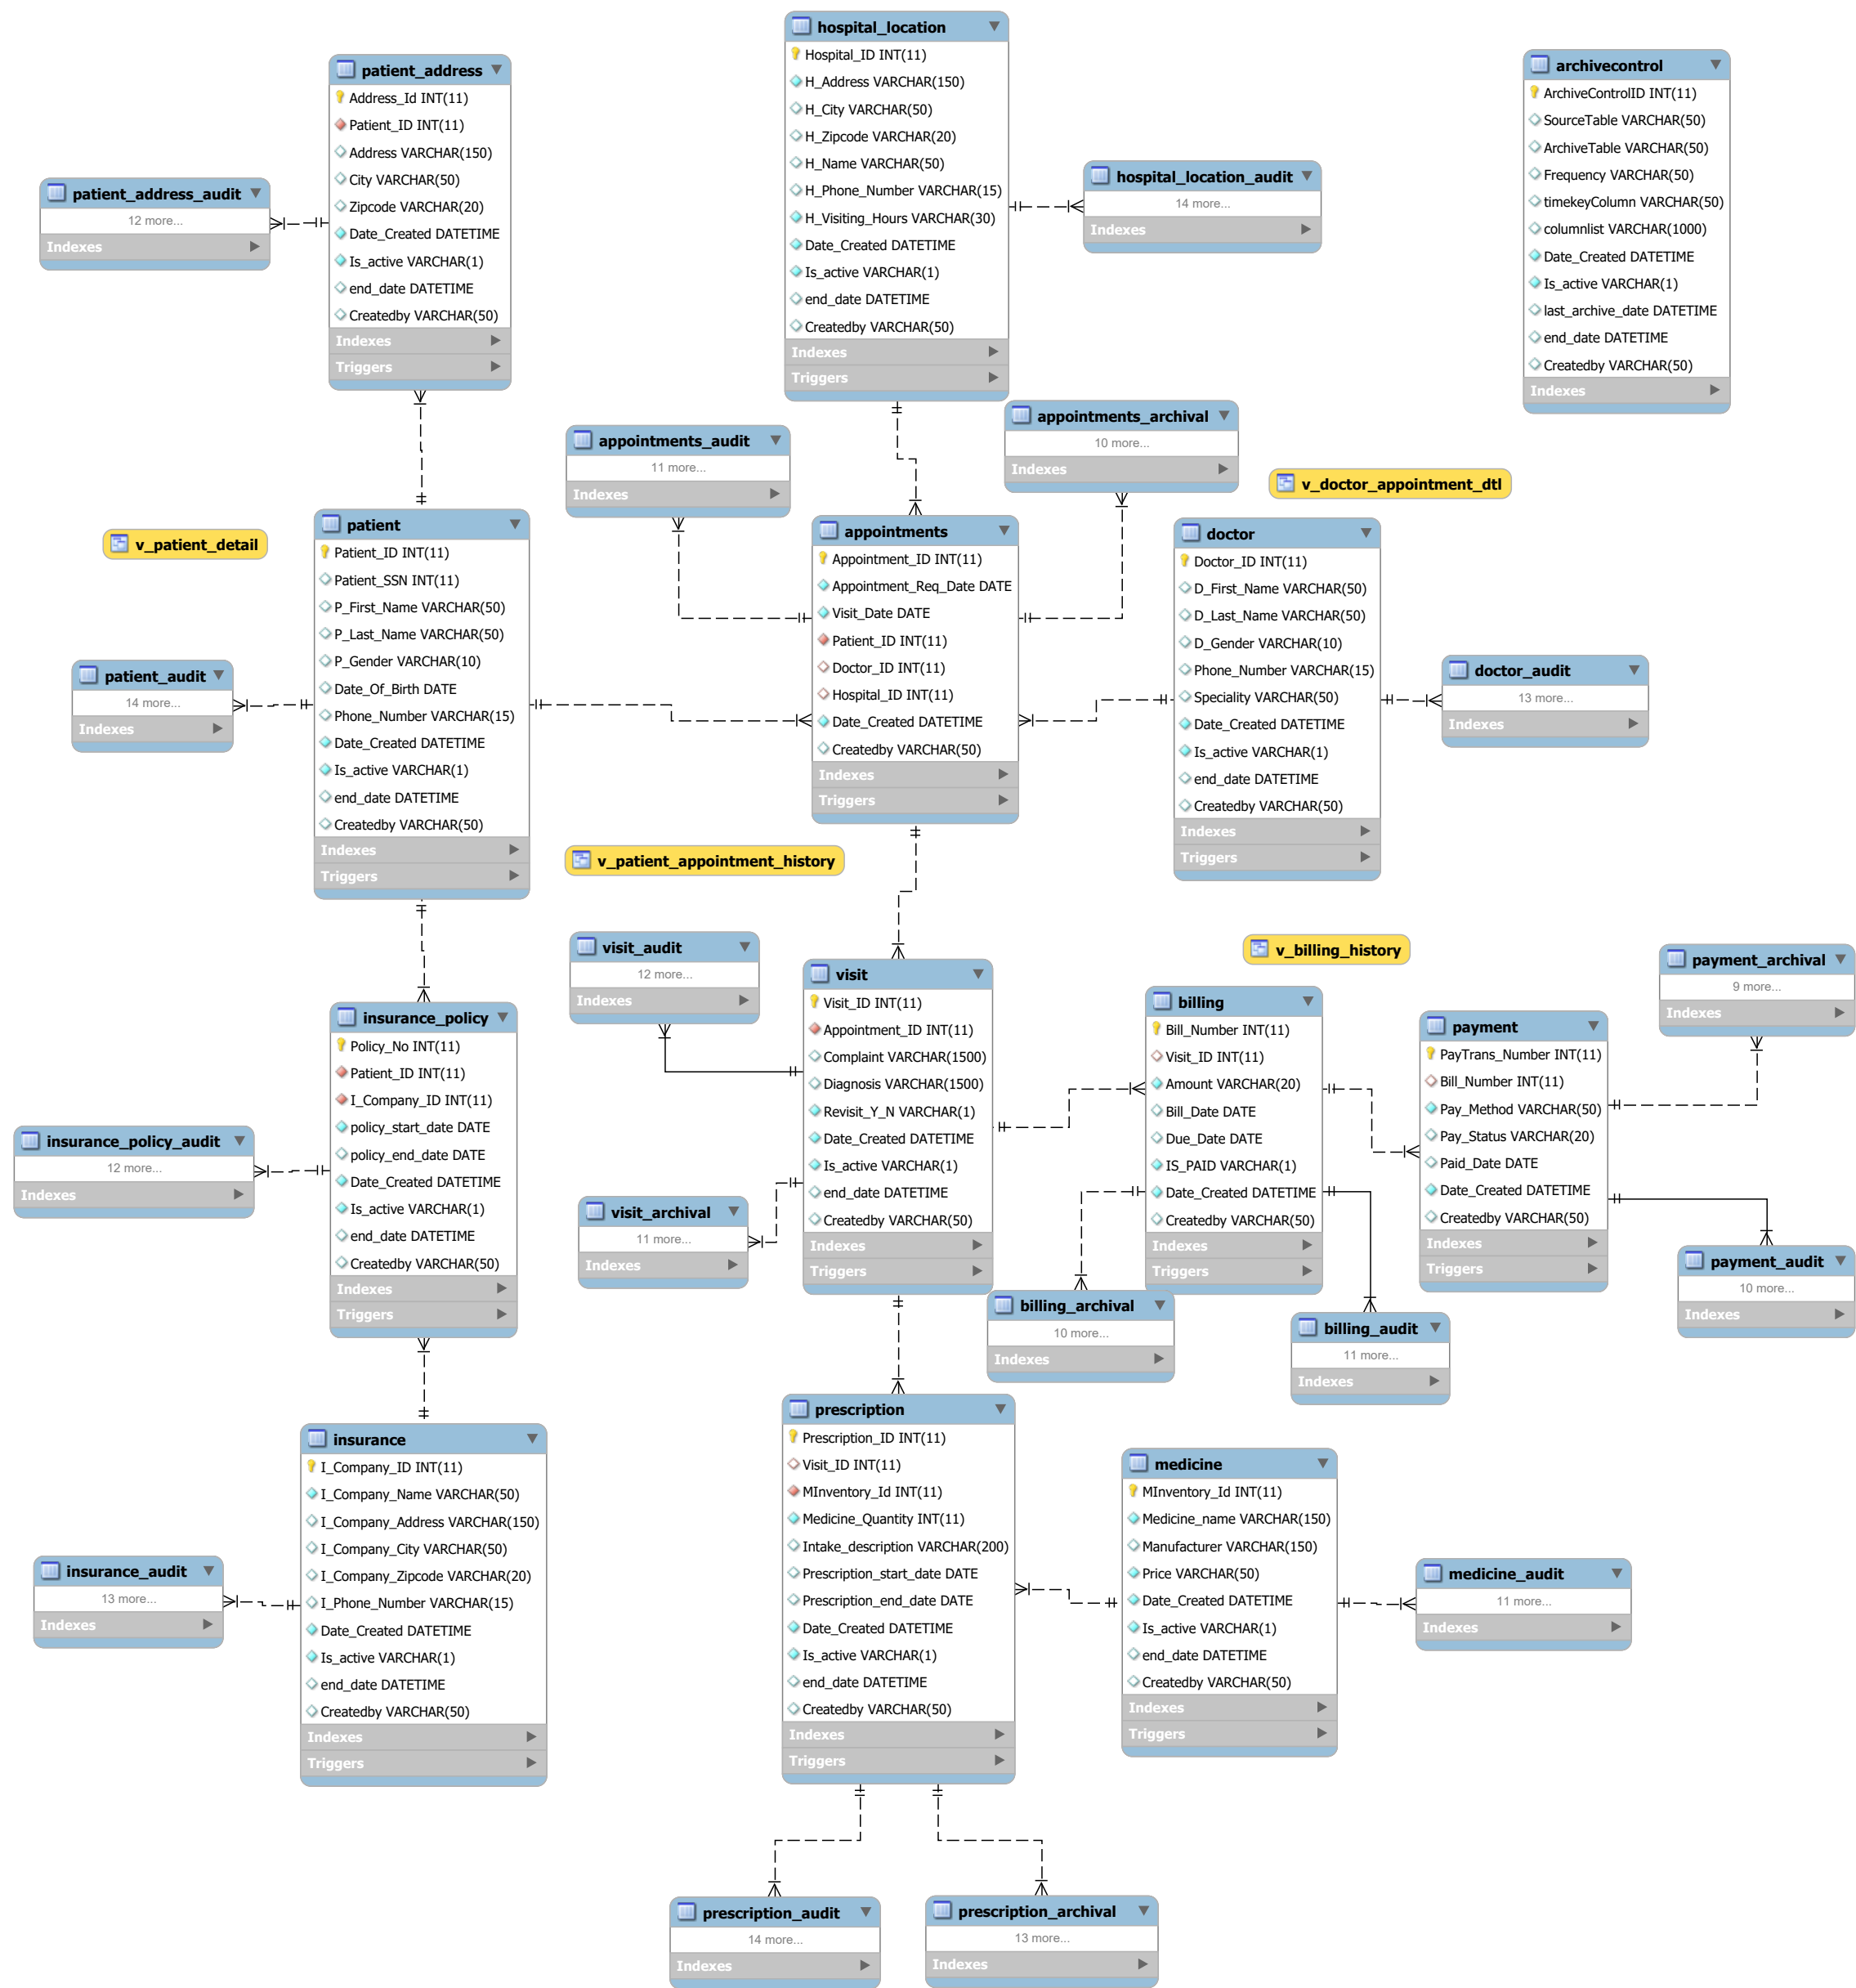 hospital_location
Hospital_ID INT(11)
H_Address VARCHAR(150)
H_City VARCHAR(50)
H_Zipcode VARCHAR(20)
H_Name VARCHAR(50)
H_Phone_Number VARCHAR(15)
H_Visiting_Hours VARCHAR(30)
Date_Created DATETIME
Is_active VARCHAR(1)
end_date DATETIME
Createdby VARCHAR(50)
Indexes
Triggers
patient_address
Address_Id INT(11)
Patient_ID INT(11)
Address VARCHAR(150)
City VARCHAR(50)
Zipcode VARCHAR(20)
Date_Created DATETIME
Is_active VARCHAR(1)
end_date DATETIME
Createdby VARCHAR(50)
Indexes
Triggers
archivecontrol
ArchiveControlID INT(11)
SourceTable VARCHAR(50)
ArchiveTable VARCHAR(50)
Frequency VARCHAR(50)
timekeyColumn VARCHAR(50)
columnlist VARCHAR(1000)
Date_Created DATETIME
Is_active VARCHAR(1)
last_archive_date DATETIME
end_date DATETIME
Createdby VARCHAR(50)
Indexes
patient_address_audit
12 more...
Indexes
hospital_location_audit
14 more...
Indexes
appointments_audit
11 more...
Indexes
appointments_archival
10 more...
Indexes
v_doctor_appointment_dtl
v_patient_detail
patient
Patient_ID INT(11)
Patient_SSN INT(11)
P_First_Name VARCHAR(50)
P_Last_Name VARCHAR(50)
P_Gender VARCHAR(10)
Date_Of_Birth DATE
Phone_Number VARCHAR(15)
Date_Created DATETIME
Is_active VARCHAR(1)
end_date DATETIME
Createdby VARCHAR(50)
Indexes
Triggers
appointments
Appointment_ID INT(11)
Appointment_Req_Date DATE
Visit_Date DATE
Patient_ID INT(11)
Doctor_ID INT(11)
Hospital_ID INT(11)
Date_Created DATETIME
Createdby VARCHAR(50)
Indexes
Triggers
doctor
Doctor_ID INT(11)
D_First_Name VARCHAR(50)
D_Last_Name VARCHAR(50)
D_Gender VARCHAR(10)
Phone_Number VARCHAR(15)
Speciality VARCHAR(50)
Date_Created DATETIME
Is_active VARCHAR(1)
end_date DATETIME
Createdby VARCHAR(50)
Indexes
Triggers
patient_audit
14 more...
Indexes
doctor_audit
13 more...
Indexes
v_patient_appointment_history
v_billing_history
visit_audit
12 more...
Indexes
visit
Visit_ID INT(11)
Appointment_ID INT(11)
Complaint VARCHAR(1500)
Diagnosis VARCHAR(1500)
Revisit_Y_N VARCHAR(1)
Date_Created DATETIME
Is_active VARCHAR(1)
end_date DATETIME
Createdby VARCHAR(50)
Indexes
Triggers
billing
Bill_Number INT(11)
Visit_ID INT(11)
Amount VARCHAR(20)
Bill_Date DATE
Due_Date DATE
IS_PAID VARCHAR(1)
Date_Created DATETIME
Createdby VARCHAR(50)
Indexes
Triggers
payment_archival
9 more...
Indexes
payment
PayTrans_Number INT(11)
Bill_Number INT(11)
Pay_Method VARCHAR(50)
Pay_Status VARCHAR(20)
Paid_Date DATE
Date_Created DATETIME
Createdby VARCHAR(50)
Indexes
Triggers
insurance_policy
Policy_No INT(11)
Patient_ID INT(11)
I_Company_ID INT(11)
policy_start_date DATE
policy_end_date DATE
Date_Created DATETIME
Is_active VARCHAR(1)
end_date DATETIME
Createdby VARCHAR(50)
Indexes
Triggers
insurance_policy_audit
12 more...
Indexes
visit_archival
11 more...
Indexes
payment_audit
10 more...
Indexes
billing_archival
10 more...
Indexes
billing_audit
11 more...
Indexes
insurance
I_Company_ID INT(11)
I_Company_Name VARCHAR(50)
I_Company_Address VARCHAR(150)
I_Company_City VARCHAR(50)
I_Company_Zipcode VARCHAR(20)
I_Phone_Number VARCHAR(15)
Date_Created DATETIME
Is_active VARCHAR(1)
end_date DATETIME
Createdby VARCHAR(50)
Indexes
Triggers
prescription
Prescription_ID INT(11)
Visit_ID INT(11)
MInventory_Id INT(11)
Medicine_Quantity INT(11)
Intake_description VARCHAR(200)
Prescription_start_date DATE
Prescription_end_date DATE
Date_Created DATETIME
Is_active VARCHAR(1)
end_date DATETIME
Createdby VARCHAR(50)
Indexes
Triggers
medicine
MInventory_Id INT(11)
Medicine_name VARCHAR(150)
Manufacturer VARCHAR(150)
Price VARCHAR(50)
Date_Created DATETIME
Is_active VARCHAR(1)
end_date DATETIME
Createdby VARCHAR(50)
Indexes
Triggers
insurance_audit
13 more...
Indexes
medicine_audit
11 more...
Indexes
prescription_audit
14 more...
Indexes
prescription_archival
13 more...
Indexes